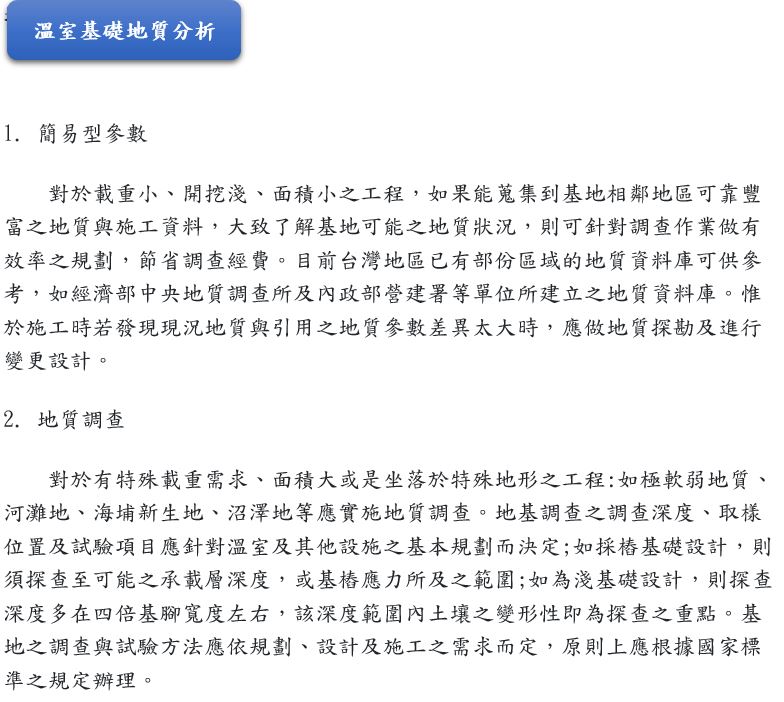 溫室基礎地質分析
1. 簡易型參數
對於載重小、開挖淺、面積小之工程，如果能蒐集到基地相鄰地區可靠豐
富之地質與施工資料，大致了解基地可能之地質狀況，則可針對調查作業做有
效率之規劃，節省調查經費。目前台灣地區已有部份區域的地質資料庫可供參
考，如經濟部中央地質調查所及內政部營建署等單位所建立之地質資料庫。惟
於施工時若發現現況地質與引用之地質參數差異太大時，應做地質探勘及進行
變更設計。
2. 地質調查
對於有特殊載重需求、面積大或是坐落於特殊地形之工程:如極軟弱地質、
河灘地、海埔新生地、沼澤地等應實施地質調查。地基調查之調查深度、取樣
位置及試驗項目應針對溫室及其他設施之基本規劃而決定;如採樁基礎設計，則
須探查至可能之承載層深度，或基樁應力所及之範圍;如為淺基礎設計，則探查
深度多在四倍基腳寬度左右，該深度範圍內土壤之變形性即為探查之重點。基
地之調查與試驗方法應依規劃、設計及施工之需求而定，原則上應根據國家標
準之規定辦理。